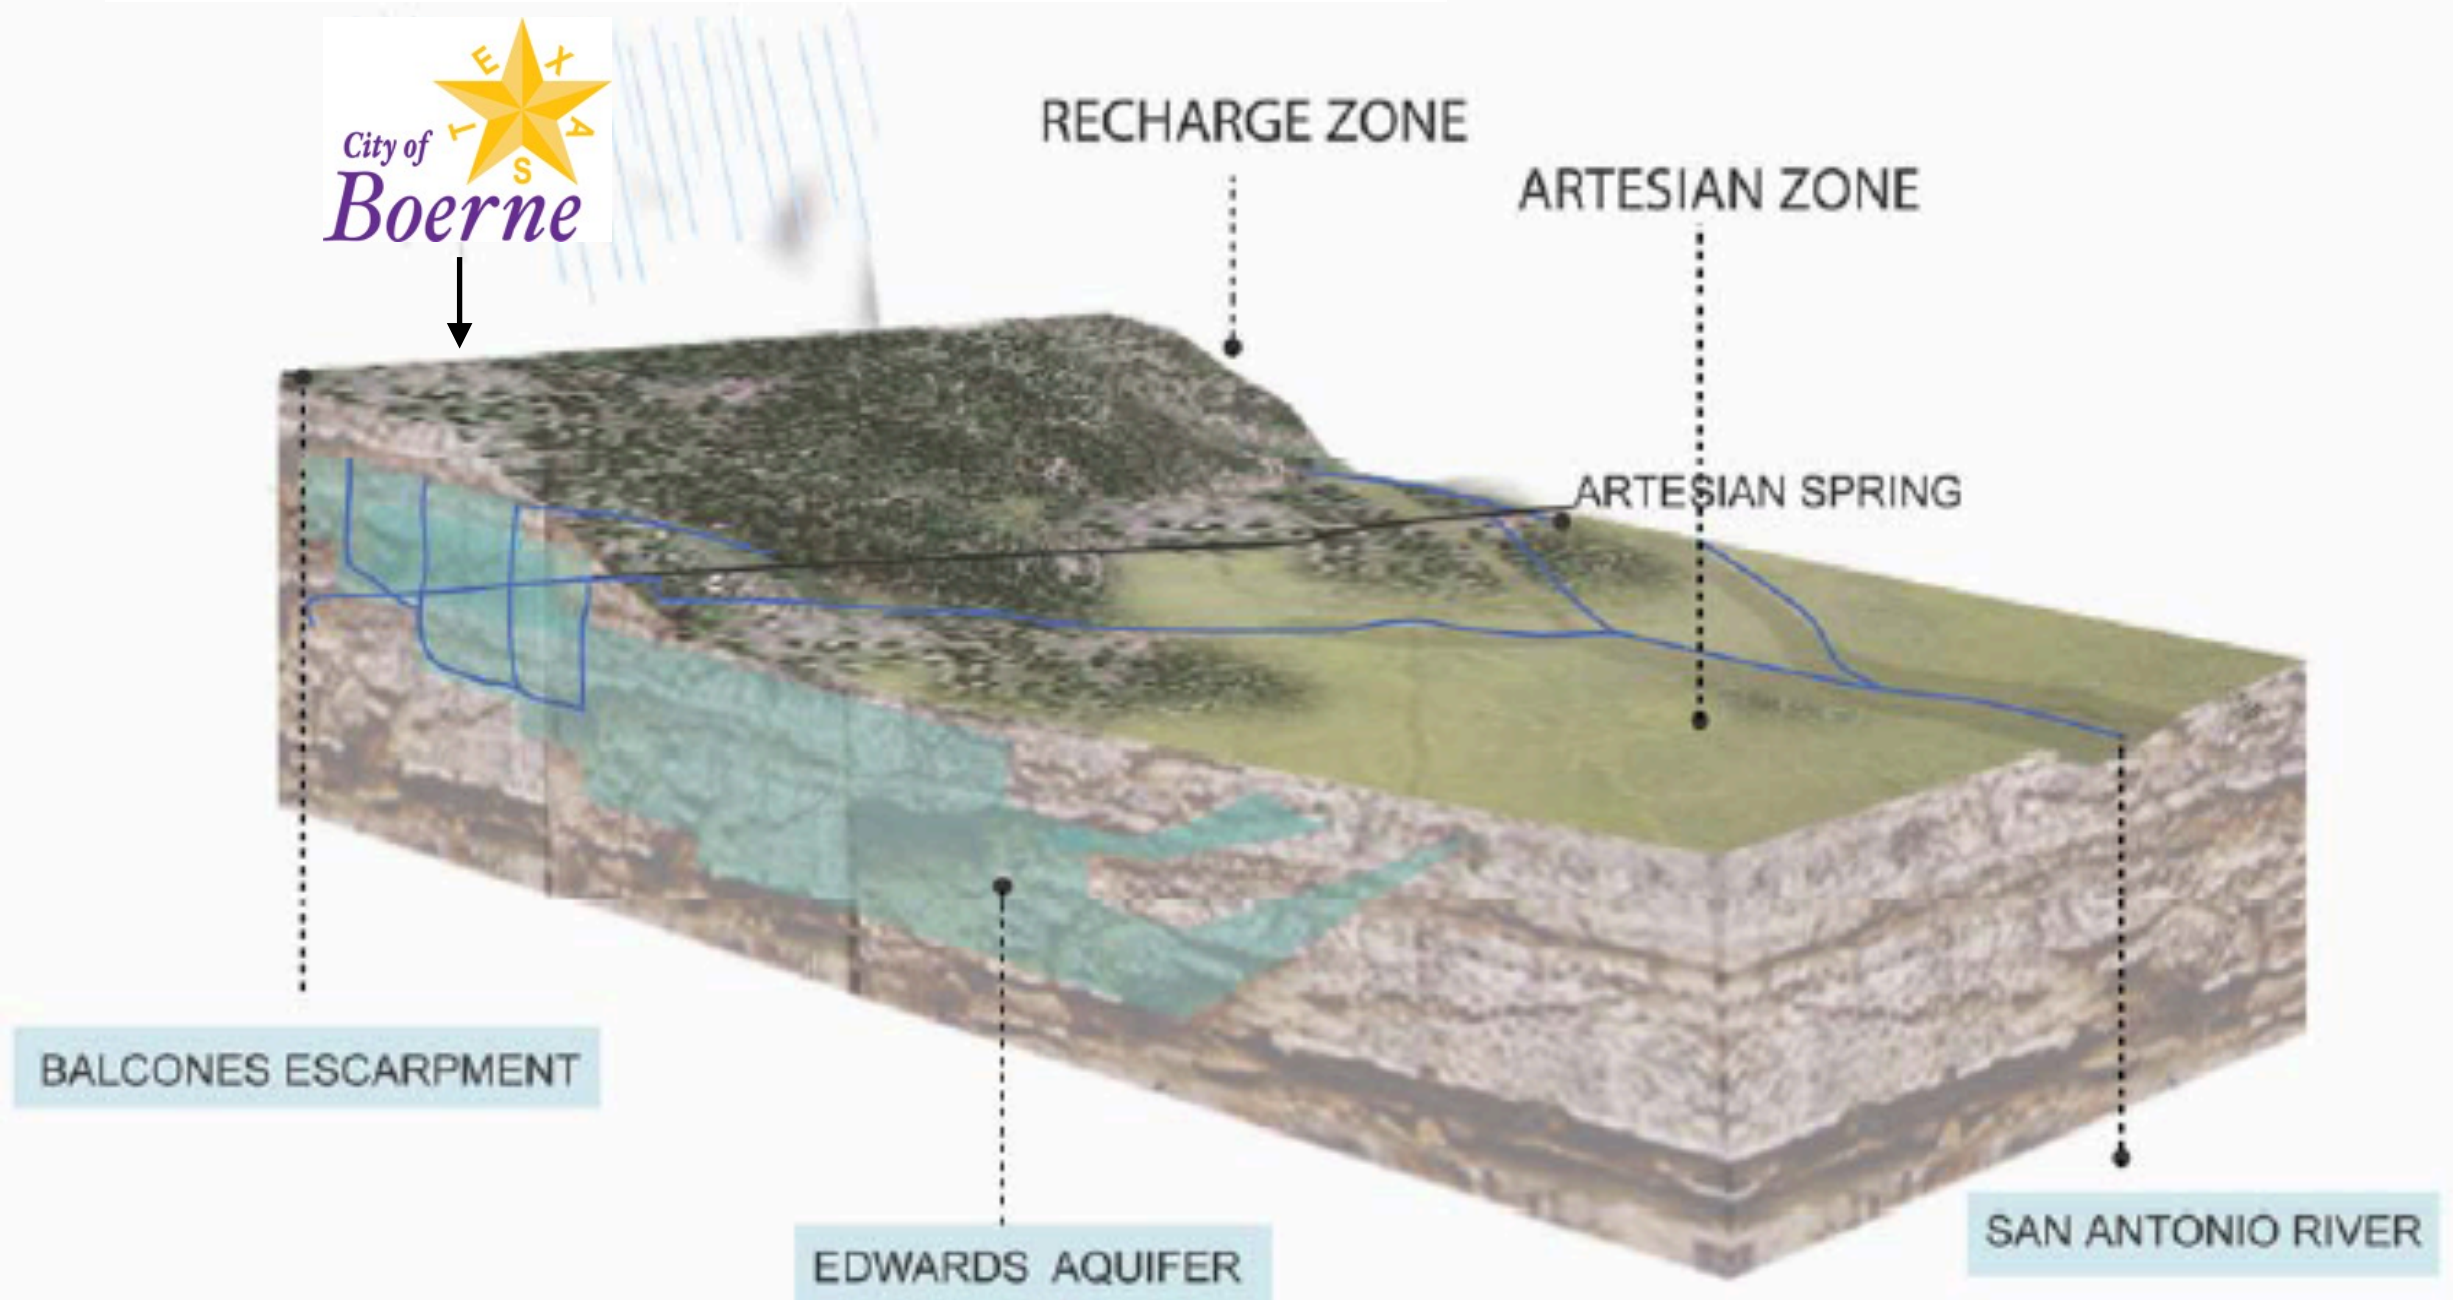 TEXAS
City of
Boerne
RECHARGE ZONE
ARTESIAN ZONE
ARTESIAN SPRING
BALCONES ESCARPMENT
EDWARDS AQUIFER
SAN ANTONIO RIVER